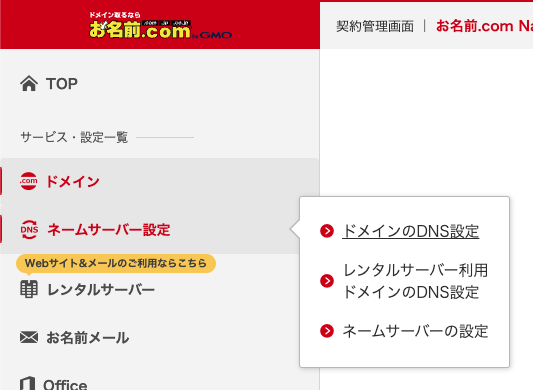 ドメイン取るなら
お名前.com by GMO
契約管理画面 | お名前.com Na
TOP
サービス・設定一覧
.com ドメイン
DNS ネームサーバー設定
ドメインのDNS設定
レンタルサーバー利用
ドメインのDNS設定
ネームサーバーの設定
Webサイト&メールのご利用ならこちら
レンタルサーバー
お名前メール
Office